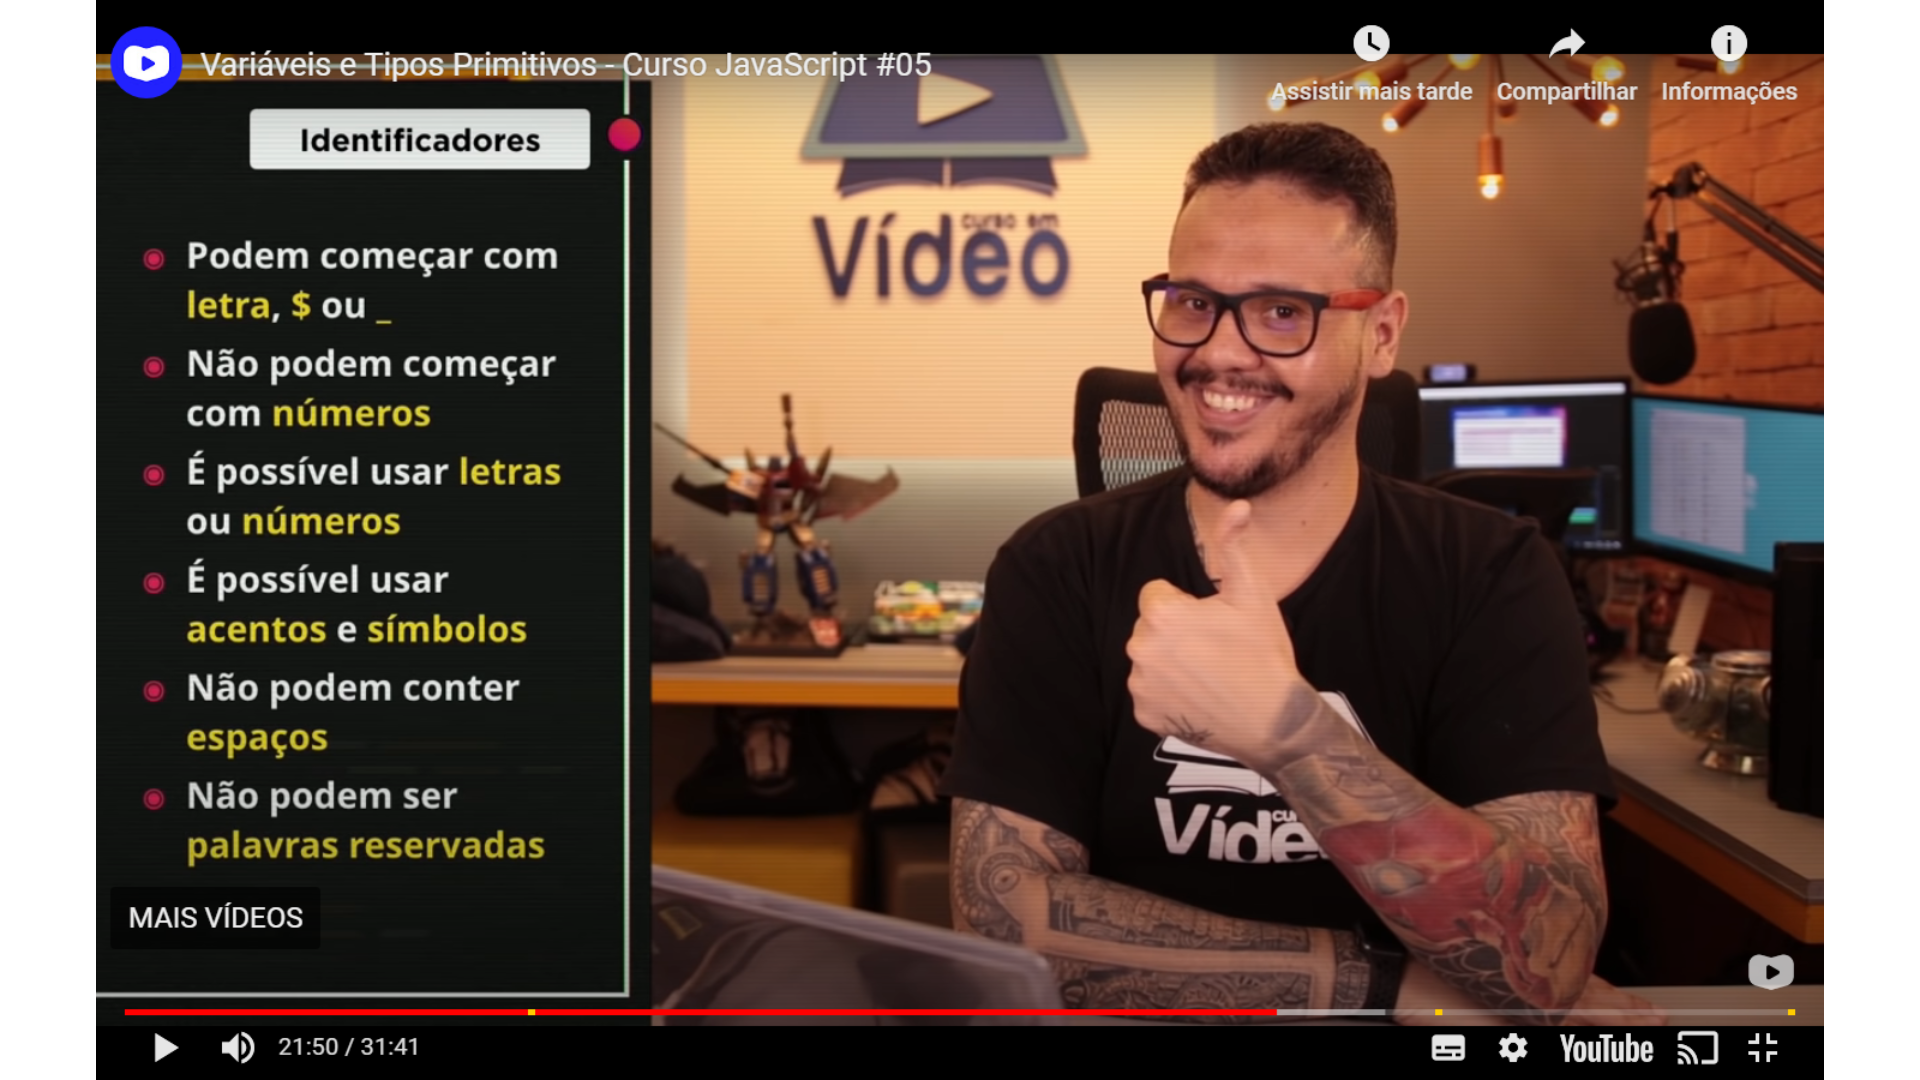 Variáveis e Tipos Primitivos - Curso JavaScript #05
Assistir mais tarde
Compartilhar
Informações
Identificadores
Podem começar com
letra, $ ou _
Não podem começar
com números
É possível usar letras
ou números
É possível usar
acentos e símbolos
Não podem conter
espaços
Não podem ser
palavras reservadas
curso em
Vídeo
MAIS VÍDEOS
21:50 / 31:41
YouTube